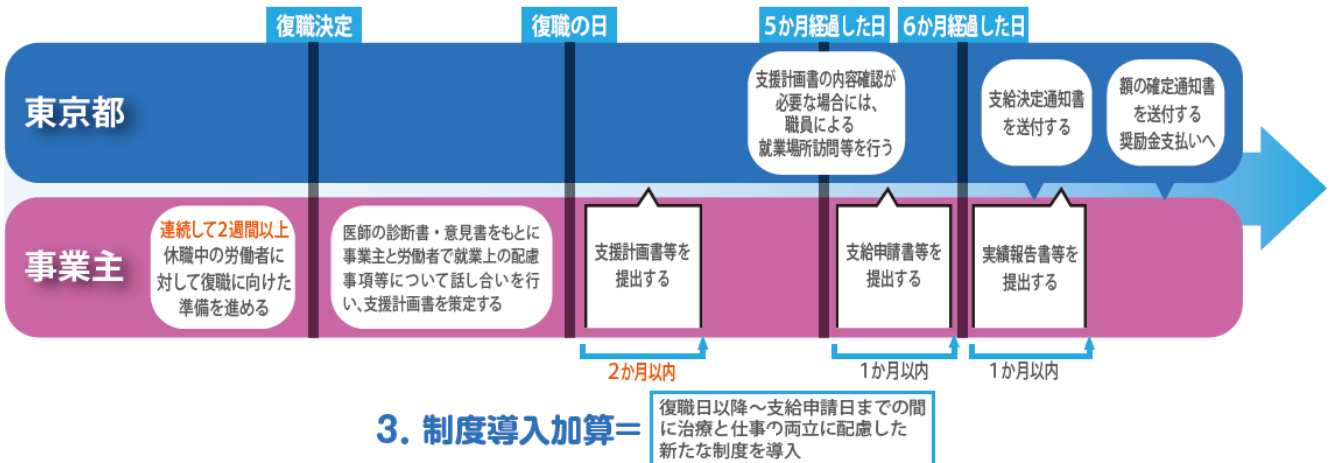 復職決定
復職の日
5か月経過した日
6か月経過した日
東京都
支援計画書の内容確認が
必要な場合には、
職員による
就業場所訪問等を行う
支給決定通知書
を送付する
額の確定通知書
を送付する
奨励金支払いへ
事業主
連続して2週間以上
休職中の労働者に
対して復職に向けた
準備を進める
医師の診断書・意見書をもとに
事業主と労働者で就業上の配慮
事項等について話し合いを行
い、支援計画書を策定する
支援計画書等を
提出する
支給申請書等を
提出する
実績報告書等を
提出する
2か月以内
1か月以内
1か月以内
3. 制度導入加算＝
復職日以降～支給申請日までの間
に治療と仕事の両立に配慮した
新たな制度を導入